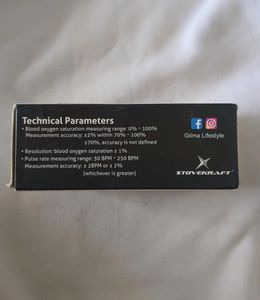 Technical Parameters
• Blood oxygen saturation measuring range: 0% ~ 100%
Measurement accuracy: ±2% within 70% ~ 100%
≤70%, accuracy is not defined
• Resolution: blood oxygen saturation ± 1%
• Pulse rate measuring range: 30 BPM ~ 250 BPM
Measurement accuracy: ± 2BPM or ± 2%
(whichever is greater)
Gilma Lifestyle
STOVEKRAFT